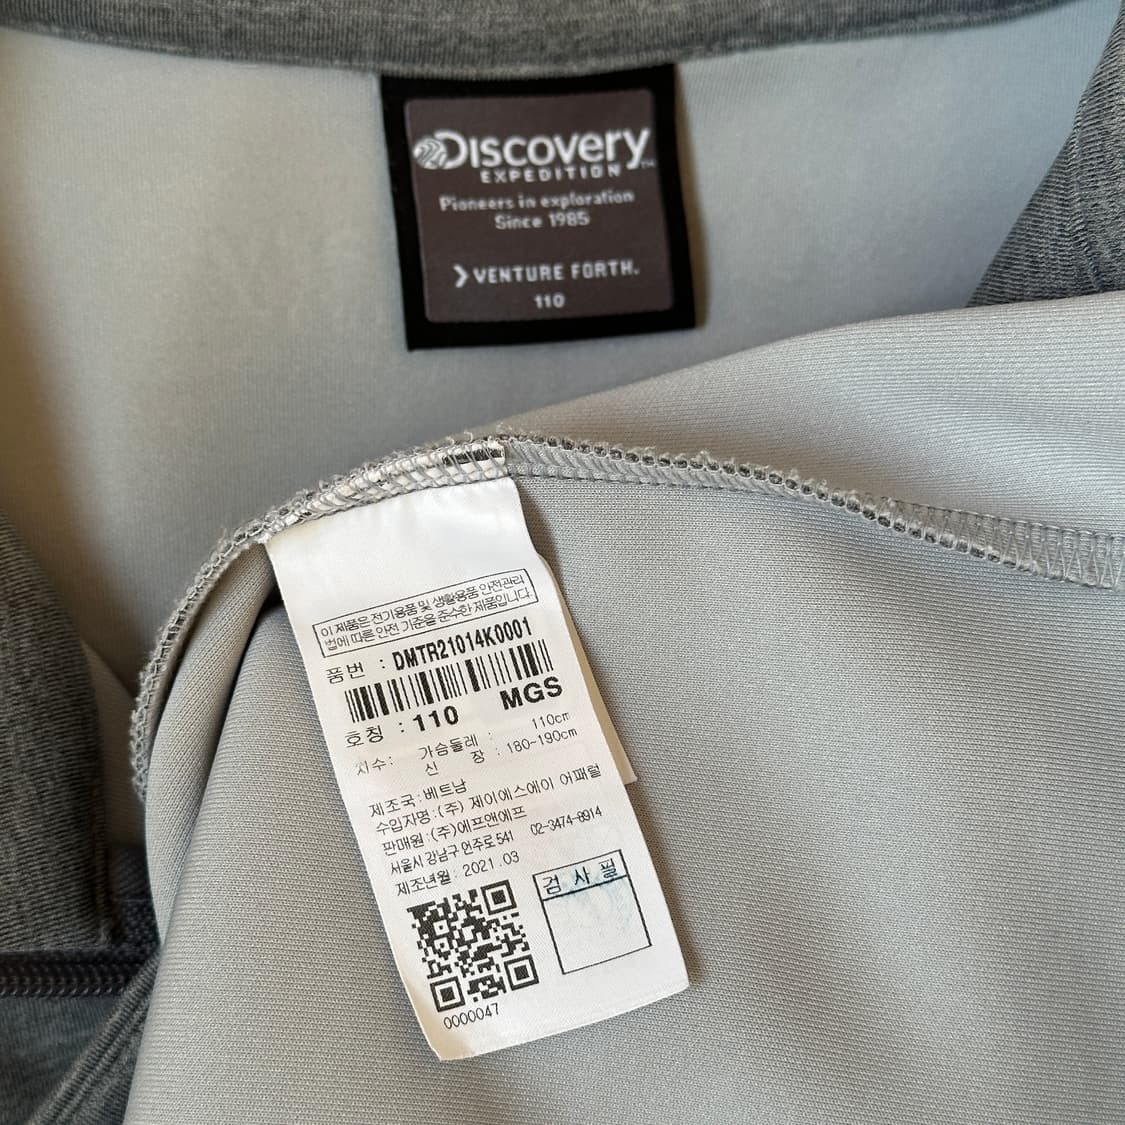 Discovery
EXPEDITION™
Pioneers in exploration
Since 1985
VENTURE FORTH.
110
이 제품은 전기용품 및 생활용품 안전관리
법에 따른 안전 기준을 준수한 제품입니다.
품번 : DMTR21014K0001
MGS
호칭 : 110
치수: 가슴둘레 : 110cm
신 장 : 180~190cm
제조국:베트남
수입자명:(주) 제이에스에이 어패럴
판매원:(주)에프앤에프
서울시 강남구 언주로 541 02-3474-8914
제조년월: 2021.03
검 사 필
0000047